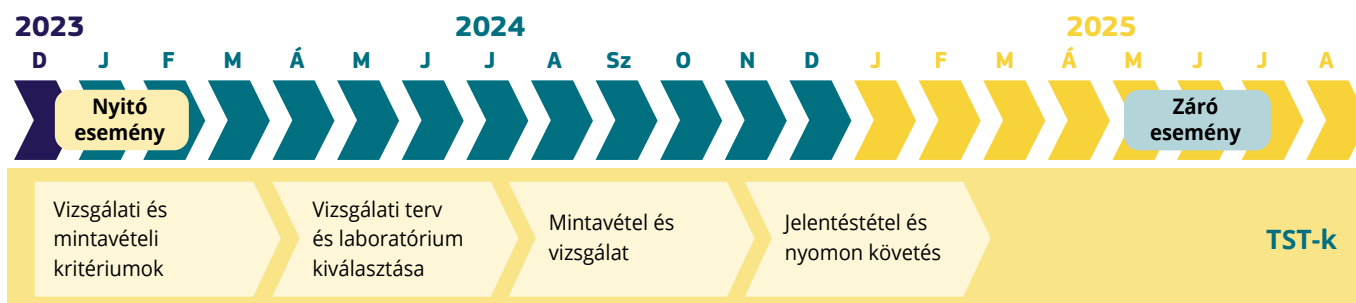 2023 2024 2025
D J F M Á M J J A Sz O N D J F M Á M J J A
Nyitó
esemény
Záró
esemény
Vizsgálati és
mintavételi
kritériumok
Vizsgálati terv
és laboratórium
kiválasztása
Mintavétel és
vizsgálat
Jelentéstétel és
nyomon követés
TST-k